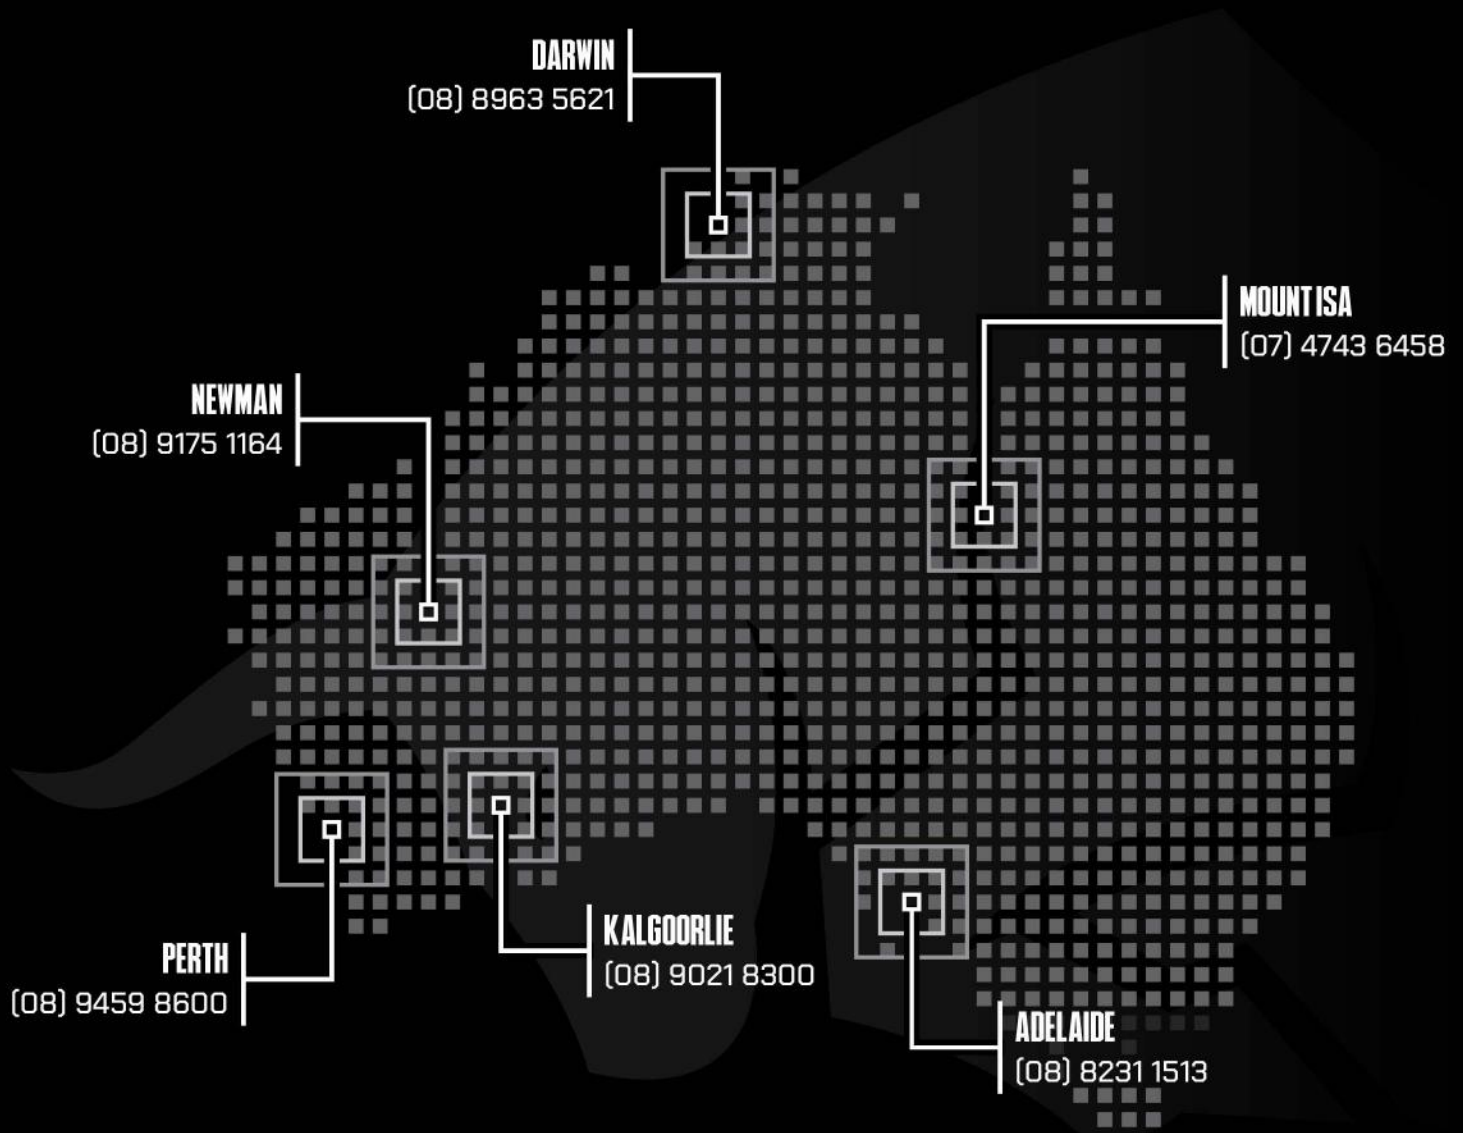 DARWIN
(08) 8963 5621
MOUNT ISA
(07) 4743 6458
NEWMAN
(08) 9175 1164
KALGOORLIE
(08) 9021 8300
PERTH
(08) 9459 8600
ADELAIDE
(08) 8231 1513